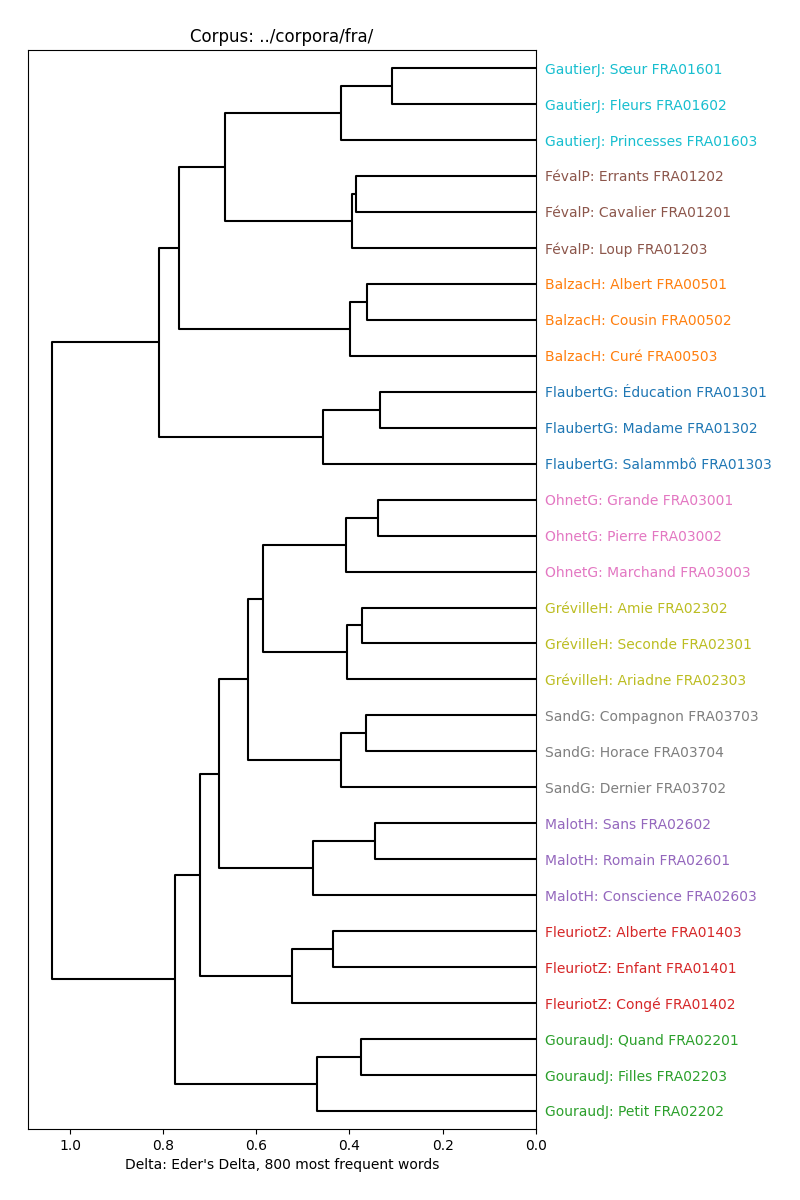 Corpus: ../corpora/fra/
GautierJ: Sœur FRA01601
GautierJ: Fleurs FRA01602
GautierJ: Princesses FRA01603
FévalP: Errants FRA01202
FévalP: Cavalier FRA01201
FévalP: Loup FRA01203
BalzacH: Albert FRA00501
BalzacH: Cousin FRA00502
BalzacH: Curé FRA00503
FlaubertG: Éducation FRA01301
FlaubertG: Madame FRA01302
FlaubertG: Salammbô FRA01303
OhnetG: Grande FRA03001
OhnetG: Pierre FRA03002
OhnetG: Marchand FRA03003
GrévilleH: Amie FRA02302
GrévilleH: Seconde FRA02301
GrévilleH: Ariadne FRA02303
SandG: Compagnon FRA03703
SandG: Horace FRA03704
SandG: Dernier FRA03702
MalotH: Sans FRA02602
MalotH: Romain FRA02601
MalotH: Conscience FRA02603
FleuriotZ: Alberte FRA01403
FleuriotZ: Enfant FRA01401
FleuriotZ: Congé FRA01402
GouraudJ: Quand FRA02201
GouraudJ: Filles FRA02203
GouraudJ: Petit FRA02202
1.0 0.8 0.6 0.4 0.2 0.0
Delta: Eder's Delta, 800 most frequent words